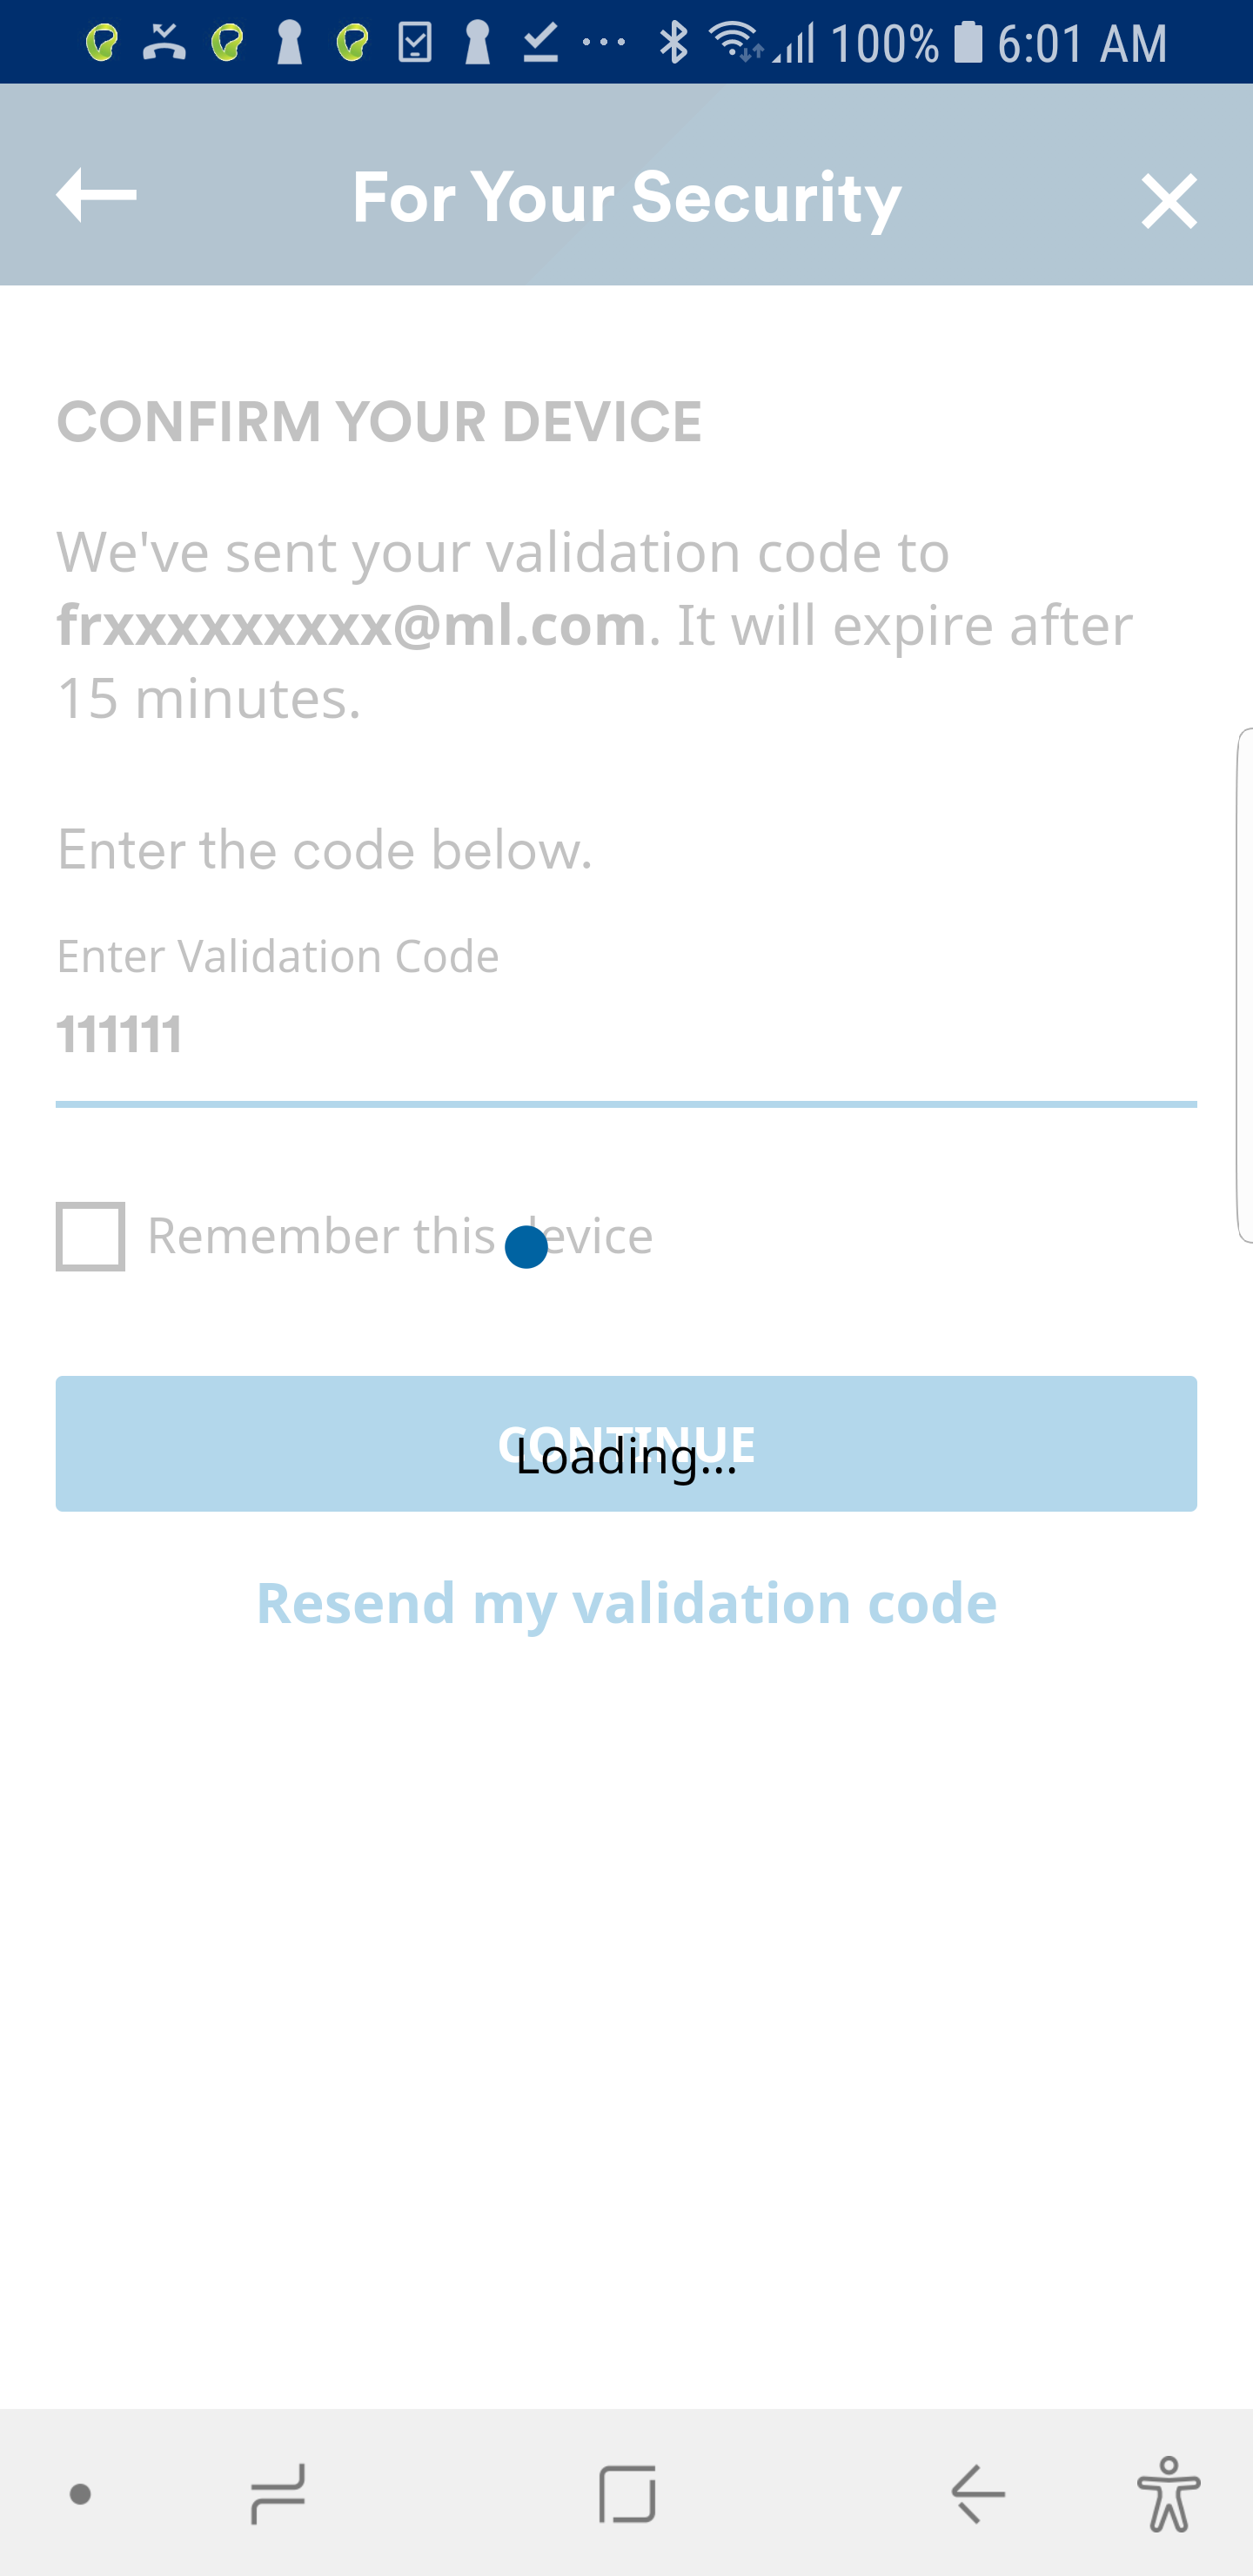 100% 6:01 AM
For Your Security
CONFIRM YOUR DEVICE
We've sent your validation code to
frxxxxxxxxx@ml.com. It will expire after
15 minutes.
Enter the code below.
Enter Validation Code
111111
Remember this device
CONTINUE
Loading...
Resend my validation code